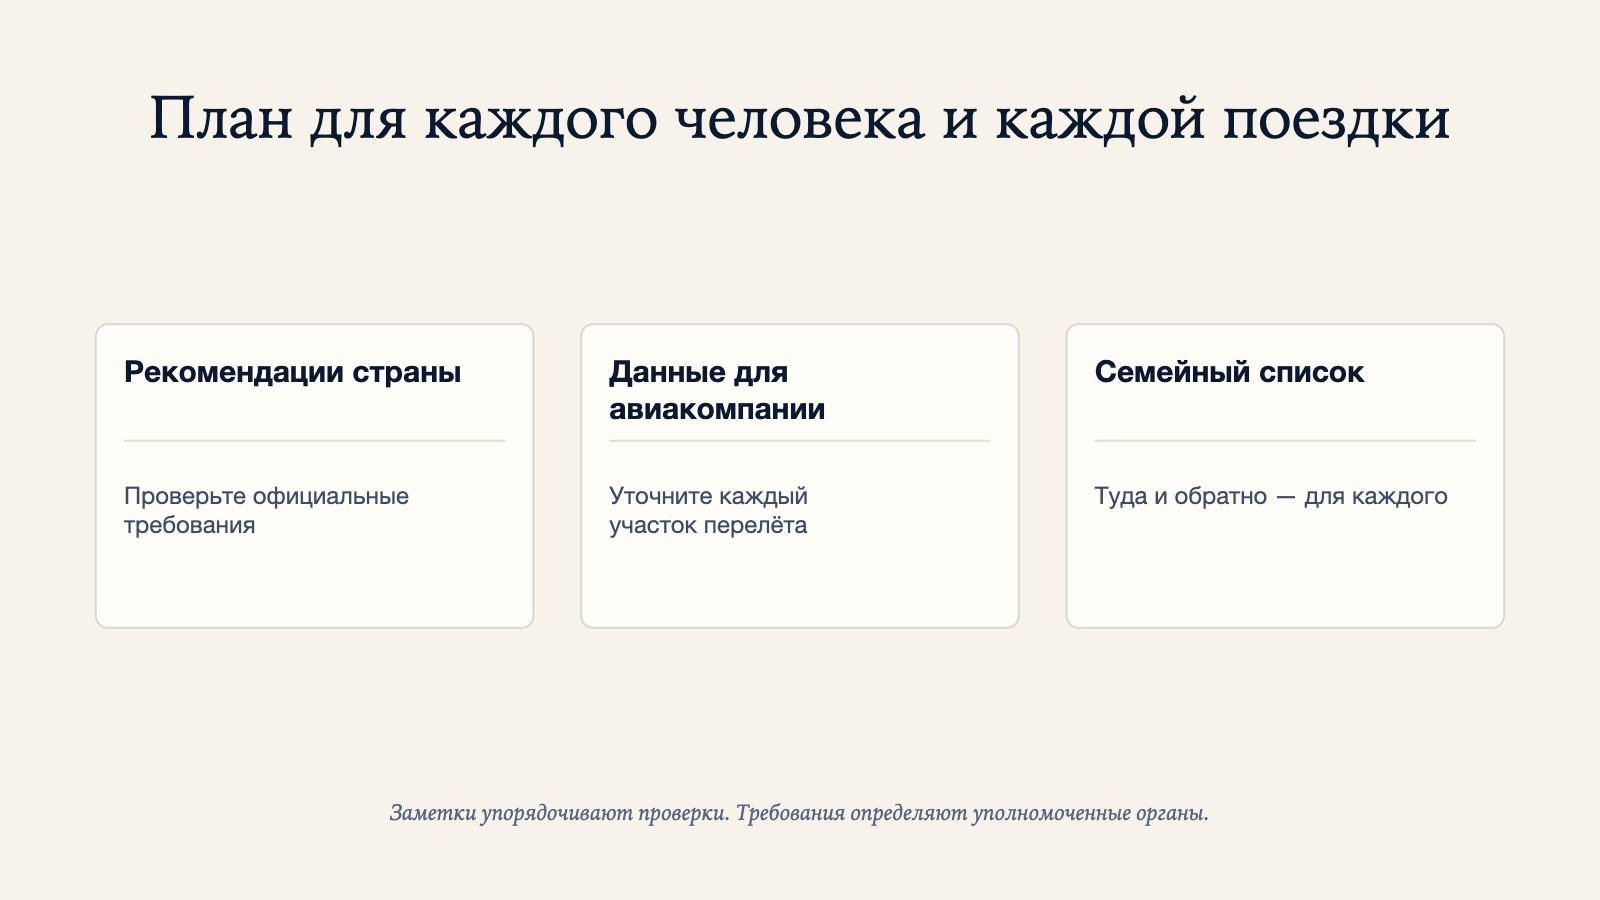 План для каждого человека и каждой поездки
Рекомендации страны
Проверьте официальные
требования
Данные для
авиакомпании
Уточните каждый
участок перелёта
Семейный список
Туда и обратно — для каждого
Заметки упорядочивают проверки. Требования определяют уполномоченные органы.